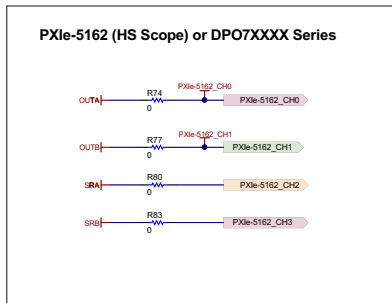 PXIe-5162 (HS Scope) or DPO7XXXX Series
PXIe-5162_CH0
R74
OUTA
0
PXIe-5162_CH0
PXIe-5162_CH1
R77
OUTB
0
PXIe-5162_CH1
R80
SRA
0
PXIe-5162_CH2
R83
SRB
0
PXIe-5162_CH3